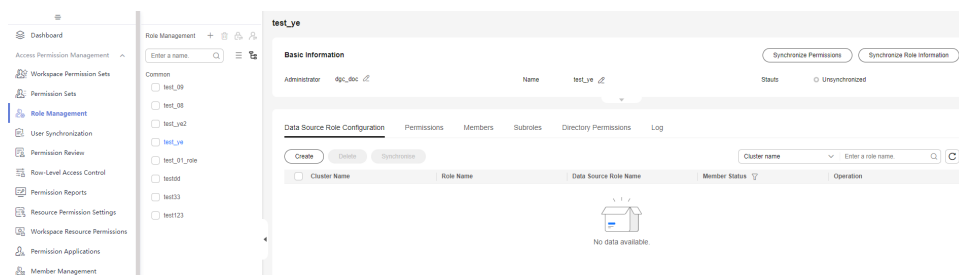 Dashboard
Access Permission Management
Workspace Permission Sets
Permission Sets
Role Management
User Synchronization
Permission Review
Row-Level Access Control
Permission Reports
Resource Permission Settings
Workspace Resource Permissions
Permission Applications
Member Management
Role Management
Enter a name.
Common
test_09
test_08
test_ye2
test_ye
test_01_role
testdd
test33
test123
test_ye
Basic Information
Synchronize Permissions
Synchronize Role Information
Administrator dgc_doc
Name test_ye
Stauts Unsynchronized
Data Source Role Configuration Permissions Members Subroles Directory Permissions Log
Create Delete Synchronize
Cluster name Enter a role name.
Cluster Name Role Name Data Source Role Name Member Status Operation
No data available.